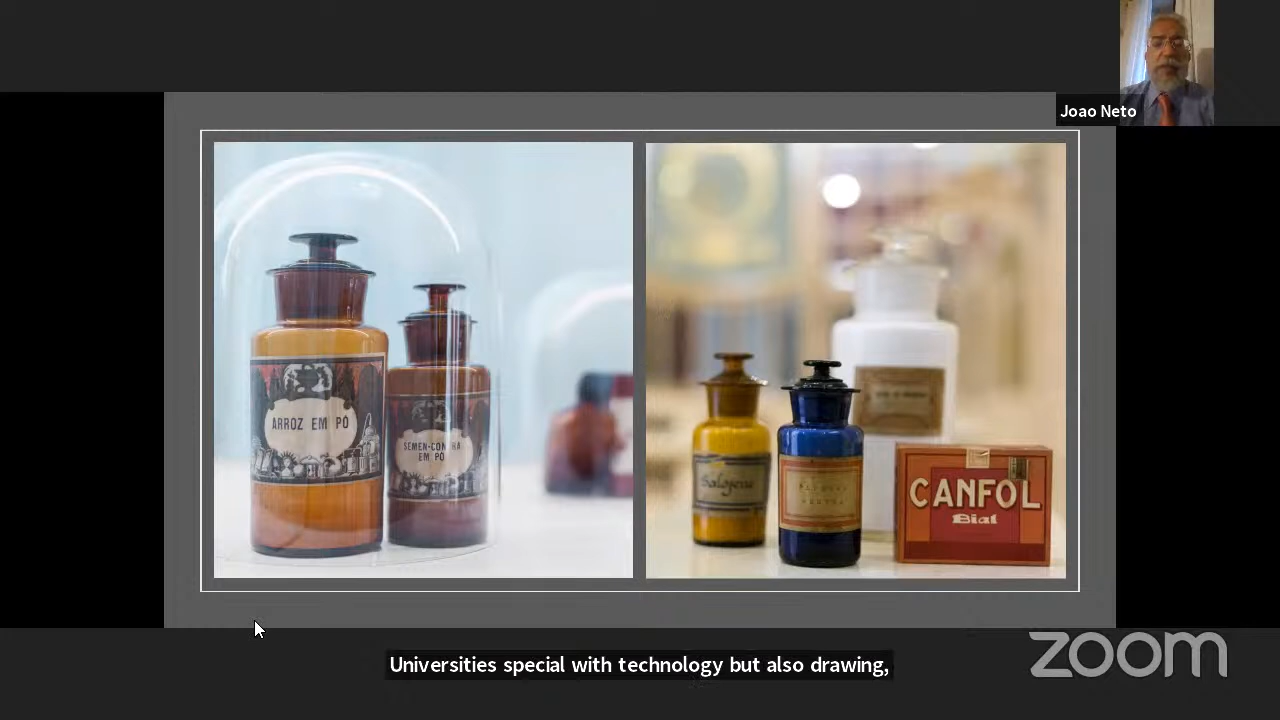 Joao Neto
ARROZ EM PÓ
SEMEN-CONTRA
EM PÓ
Salojena
CANFOL
Bial
Universities special with technology but also drawing,
zoom